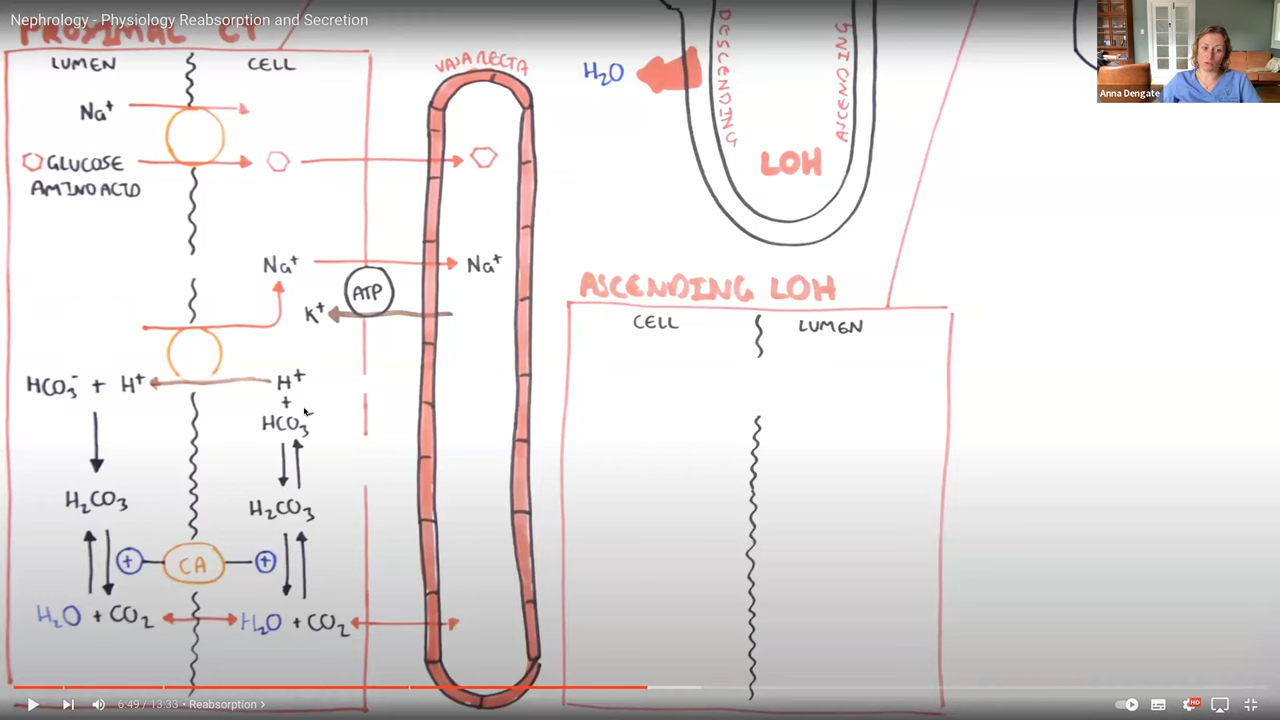 Nephrology - Physiology Reabsorption and Secretion
PROXIMAL CT
LUMEN
CELL
Na⁺
GLUCOSE
AMINO ACID
Na⁺
K⁺
ATP
Na⁺
HCO₃⁻ + H⁺
H⁺
+
HCO₃⁻
H₂CO₃
H₂CO₃
+
CA
+
H₂O + CO₂
H₂O + CO₂
VASA RECTA
H₂O
DESCENDING
ASCENDING
LOH
ASCENDING LOH
CELL
LUMEN
Anna Dengate
6:49 / 13:33 • Reabsorption >
HD